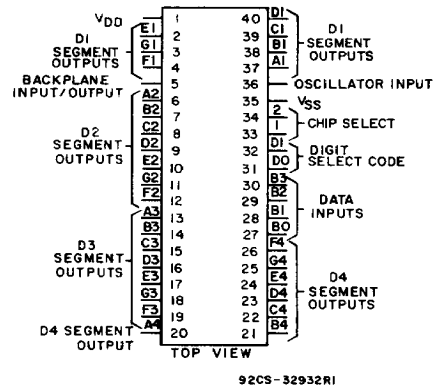 VDD 1 40 D1
D1 SEGMENT OUTPUTS
E1 2 39 C1
G1 3 38 B1
F1 4 37 A1
D1 SEGMENT OUTPUTS
BACKPLANE INPUT/OUTPUT 5 36 OSCILLATOR INPUT
A2 6 35 VSS
B2 7 34 2
C2 8 33 1
CHIP SELECT
D2 SEGMENT OUTPUTS
D2 9 32 D1
E2 10 31 D0
DIGIT SELECT CODE
G2 11 30 B3
F2 12 29 B2
A3 13 28 B1
B3 14 27 B0
DATA INPUTS
D3 SEGMENT OUTPUTS
C3 15 26 F4
D3 16 25 G4
E3 17 24 E4
G3 18 23 D4
F3 19 22 C4
D4 SEGMENT OUTPUT A4 20 21 B4
D4 SEGMENT OUTPUTS
TOP VIEW
92CS-32932R1